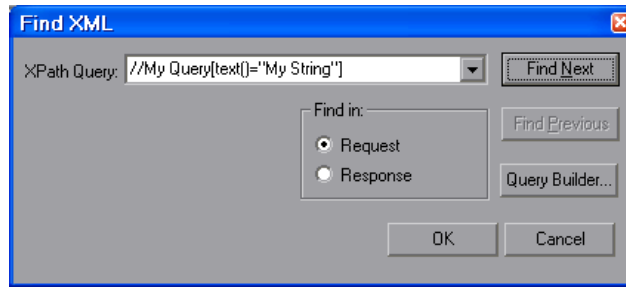 Find XML
XPath Query: //My Query[text()="My String"]
Find Next
Find in:
Find Previous
Request
Response
Query Builder...
OK
Cancel